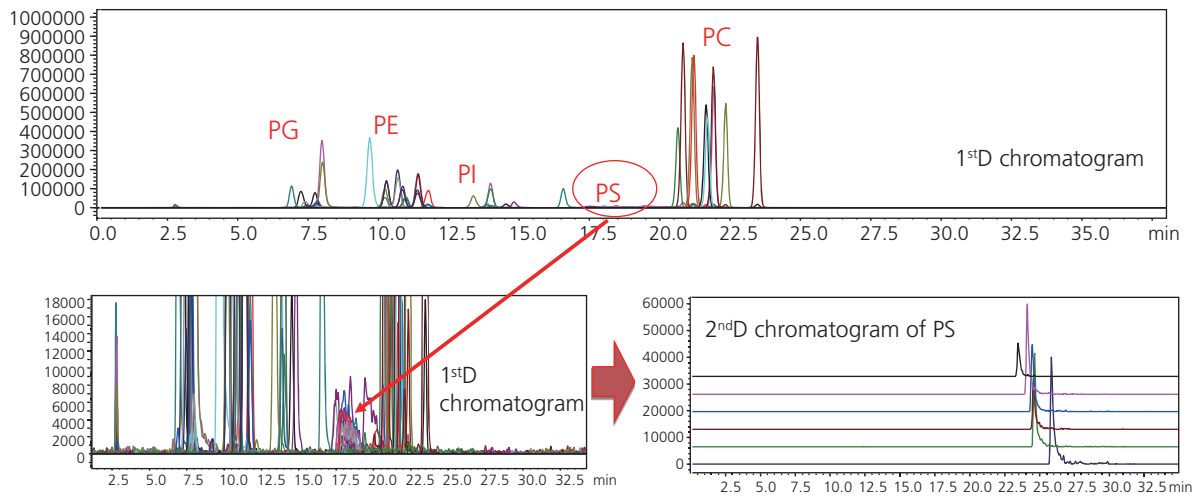 1000000
900000
800000
700000
600000
500000
400000
300000
200000
100000
0
PG
PE
PI
PS
PC
1stD chromatogram
0.0 2.5 5.0 7.5 10.0 12.5 15.0 17.5 20.0 22.5 25.0 27.5 30.0 32.5 35.0 min
18000
16000
14000
12000
10000
8000
6000
4000
2000
0
1stD
chromatogram
2.5 5.0 7.5 10.0 12.5 15.0 17.5 20.0 22.5 25.0 27.5 30.0 32.5 min
60000
50000
40000
30000
20000
10000
0
2ndD chromatogram of PS
2.5 5.0 7.5 10.0 12.5 15.0 17.5 20.0 22.5 25.0 27.5 30.0 32.5 min